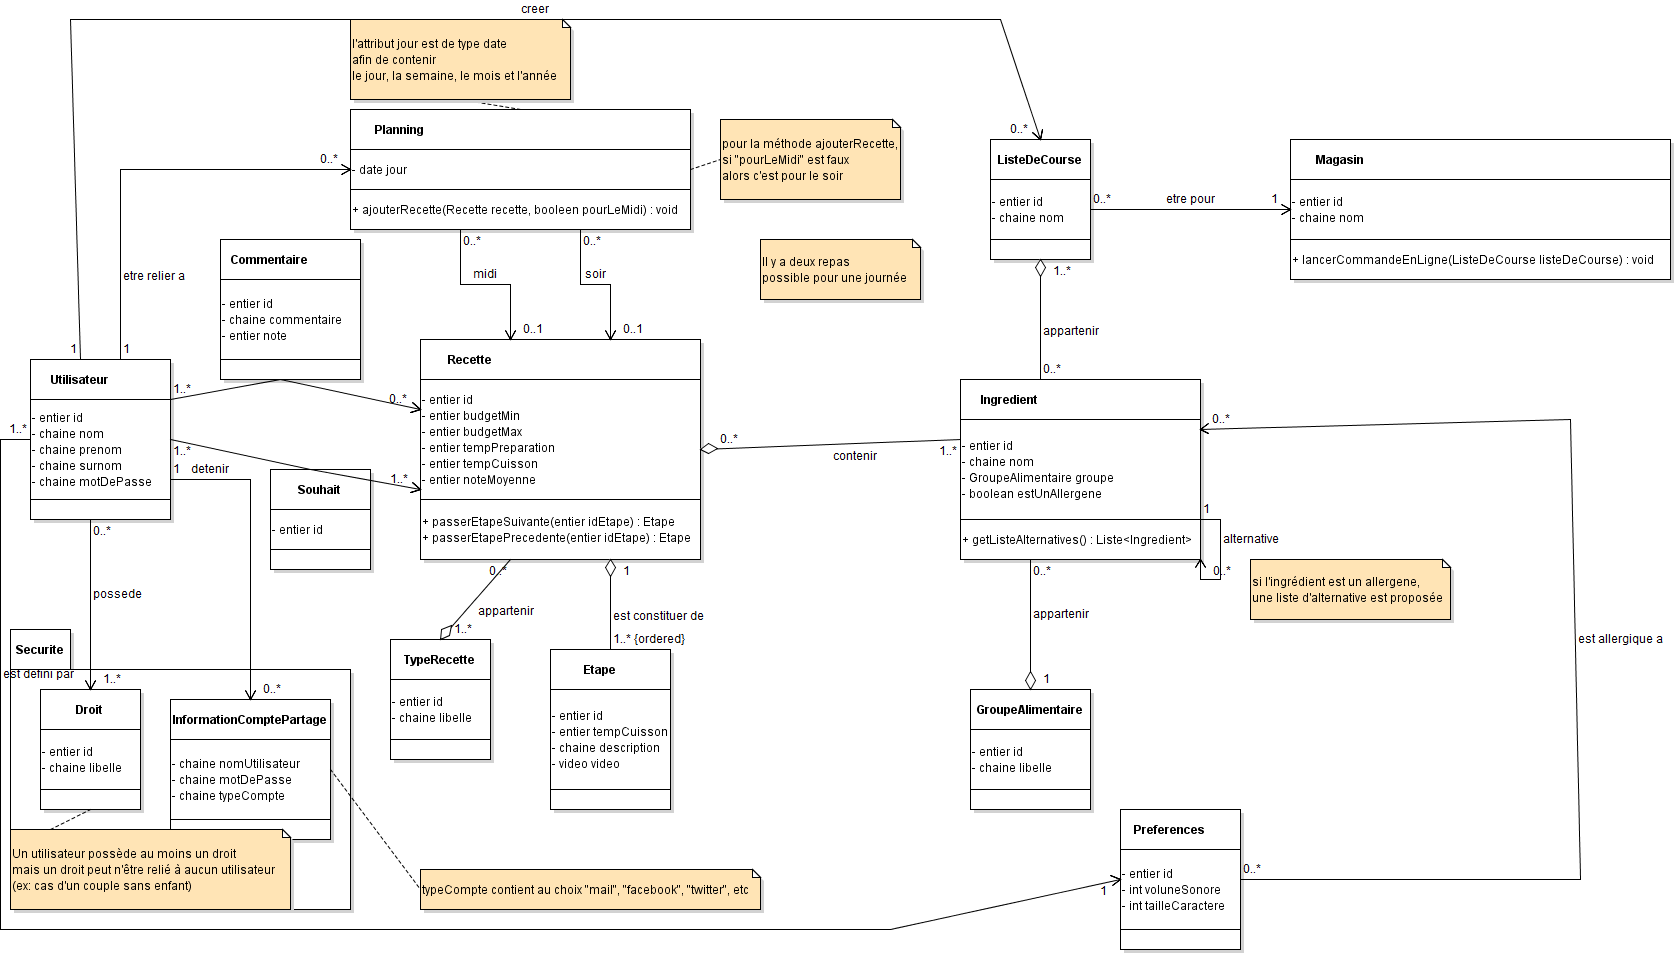 creer
l'attribut jour est de type date
afin de contenir
le jour, la semaine, le mois et l'année
Planning
- date jour
+ ajouterRecette(Recette recette, booleen pourLeMidi) : void
pour la méthode ajouterRecette,
si "pourLeMidi" est faux
alors c'est pour le soir
0..*
ListeDeCourse
- entier id
- chaine nom
0..*
etre pour
1
Magasin
- entier id
- chaine nom
+ lancerCommandeEnLigne(ListeDeCourse listeDeCourse) : void
0..*
0..*
midi
0..1
0..*
soir
0..1
Il y a deux repas
possible pour une journée
1..*
appartenir
0..*
etre relier a
1
1
Commentaire
- entier id
- chaine commentaire
- entier note
Utilisateur
- entier id
- chaine nom
- chaine prenom
- chaine surnom
- chaine motDePasse
1..*
0..*
1..*
1..*
1
detenir
1..*
Souhait
- entier id
Recette
- entier id
- entier budgetMin
- entier budgetMax
- entier tempPreparation
- entier tempCuisson
- entier noteMoyenne
+ passerEtapeSuivante(entier idEtape) : Etape
+ passerEtapePrecedente(entier idEtape) : Etape
0..*
contenir
1..*
Ingredient
- entier id
- chaine nom
- GroupeAlimentaire groupe
- boolean estUnAllergene
+ getListeAlternatives() : Liste<Ingredient>
0..*
1
alternative
0..*
si l'ingrédient est un allergene,
une liste d'alternative est proposée
est allergique a
0..*
possede
1..*
0..*
0..*
appartenir
1..*
1
est constituer de
1..* {ordered}
0..*
appartenir
1
Securite
est defini par
Droit
- entier id
- chaine libelle
InformationComptePartage
- chaine nomUtilisateur
- chaine motDePasse
- chaine typeCompte
TypeRecette
- entier id
- chaine libelle
Etape
- entier id
- entier tempCuisson
- chaine description
- video video
GroupeAlimentaire
- entier id
- chaine libelle
Un utilisateur possède au moins un droit
mais un droit peut n'être relié à aucun utilisateur
(ex: cas d'un couple sans enfant)
typeCompte contient au choix "mail", "facebook", "twitter", etc
Preferences
- entier id
- int voluneSonore
- int tailleCaractere
1
0..*